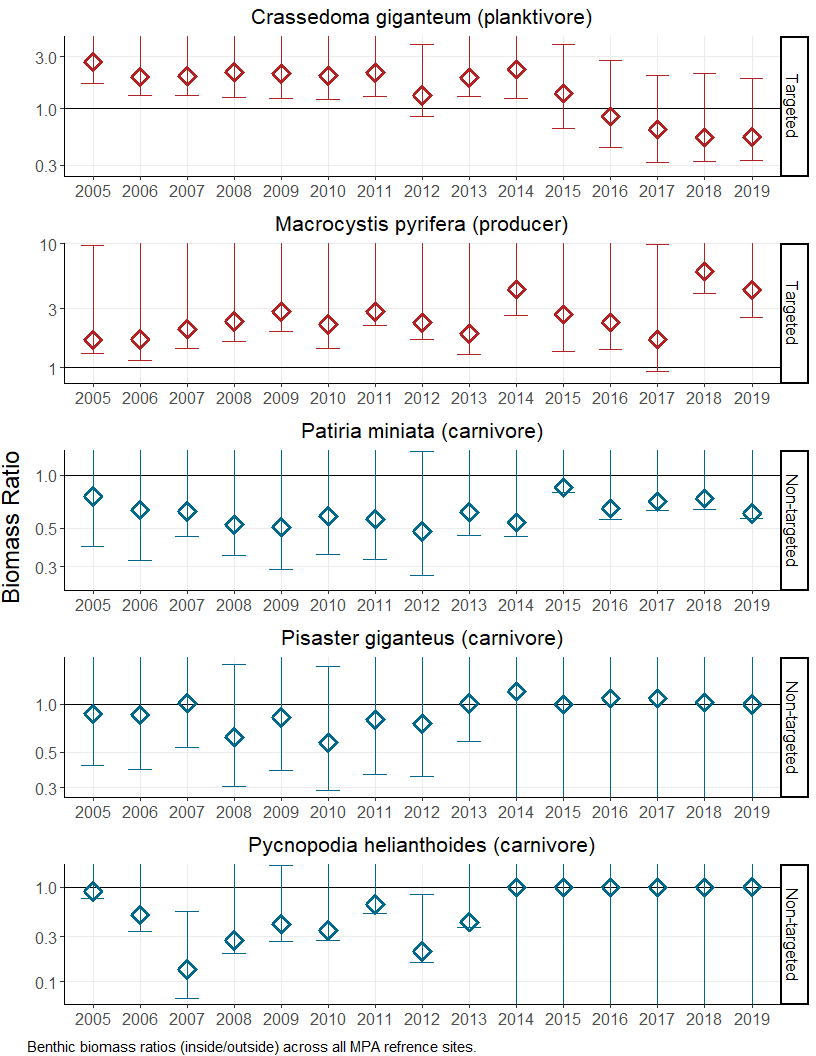 Crassedoma giganteum (planktivore)
3.0
1.0
0.3
Targeted
2005 2006 2007 2008 2009 2010 2011 2012 2013 2014 2015 2016 2017 2018 2019
Macrocystis pyrifera (producer)
10
3
1
Targeted
2005 2006 2007 2008 2009 2010 2011 2012 2013 2014 2015 2016 2017 2018 2019
Patiria miniata (carnivore)
Biomass Ratio
1.0
0.5
0.3
Non-targeted
2005 2006 2007 2008 2009 2010 2011 2012 2013 2014 2015 2016 2017 2018 2019
Pisaster giganteus (carnivore)
1.0
0.5
0.3
Non-targeted
2005 2006 2007 2008 2009 2010 2011 2012 2013 2014 2015 2016 2017 2018 2019
Pycnopodia helianthoides (carnivore)
1.0
0.3
0.1
Non-targeted
2005 2006 2007 2008 2009 2010 2011 2012 2013 2014 2015 2016 2017 2018 2019
Benthic biomass ratios (inside/outside) across all MPA refrence sites.